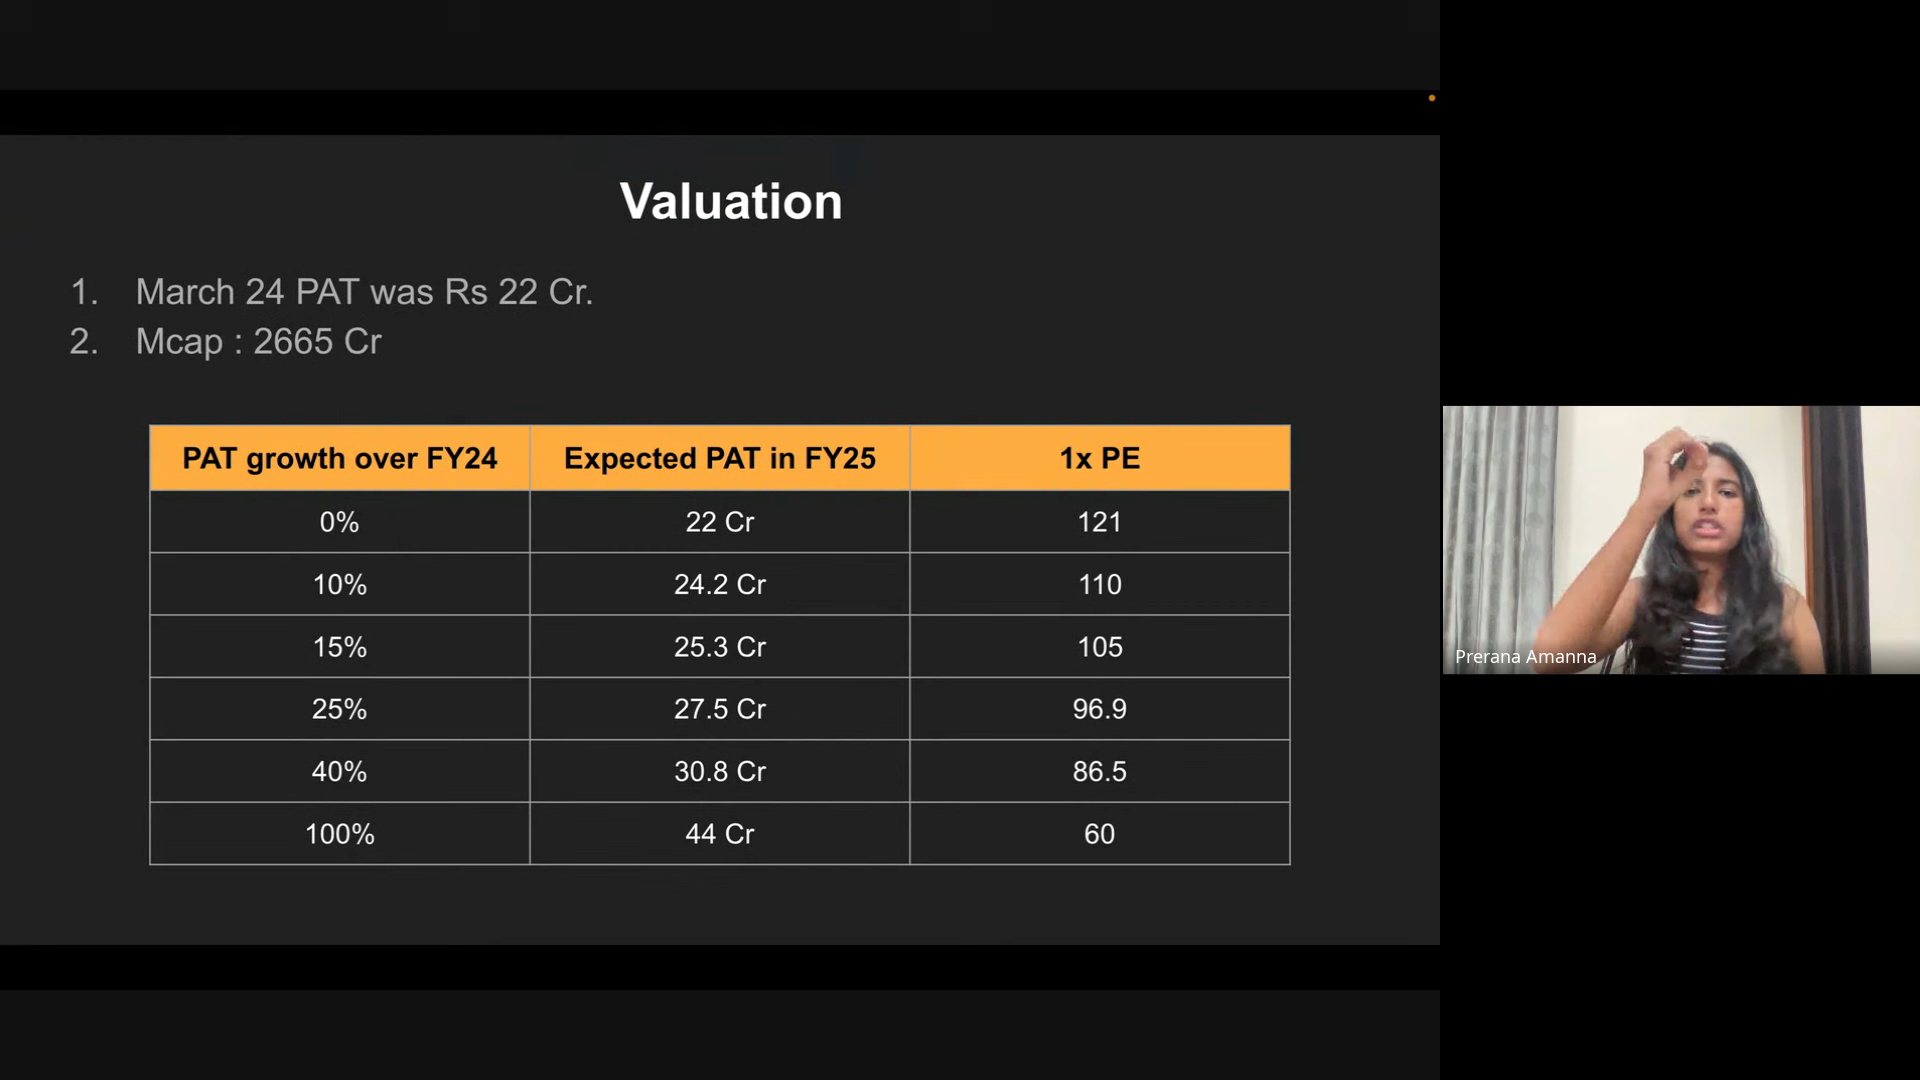 Valuation
1. March 24 PAT was Rs 22 Cr.
2. Mcap : 2665 Cr
PAT growth over FY24 Expected PAT in FY25 1x PE
0% 22 Cr 121
10% 24.2 Cr 110
15% 25.3 Cr 105
25% 27.5 Cr 96.9
40% 30.8 Cr 86.5
100% 44 Cr 60
Prerana Amanna